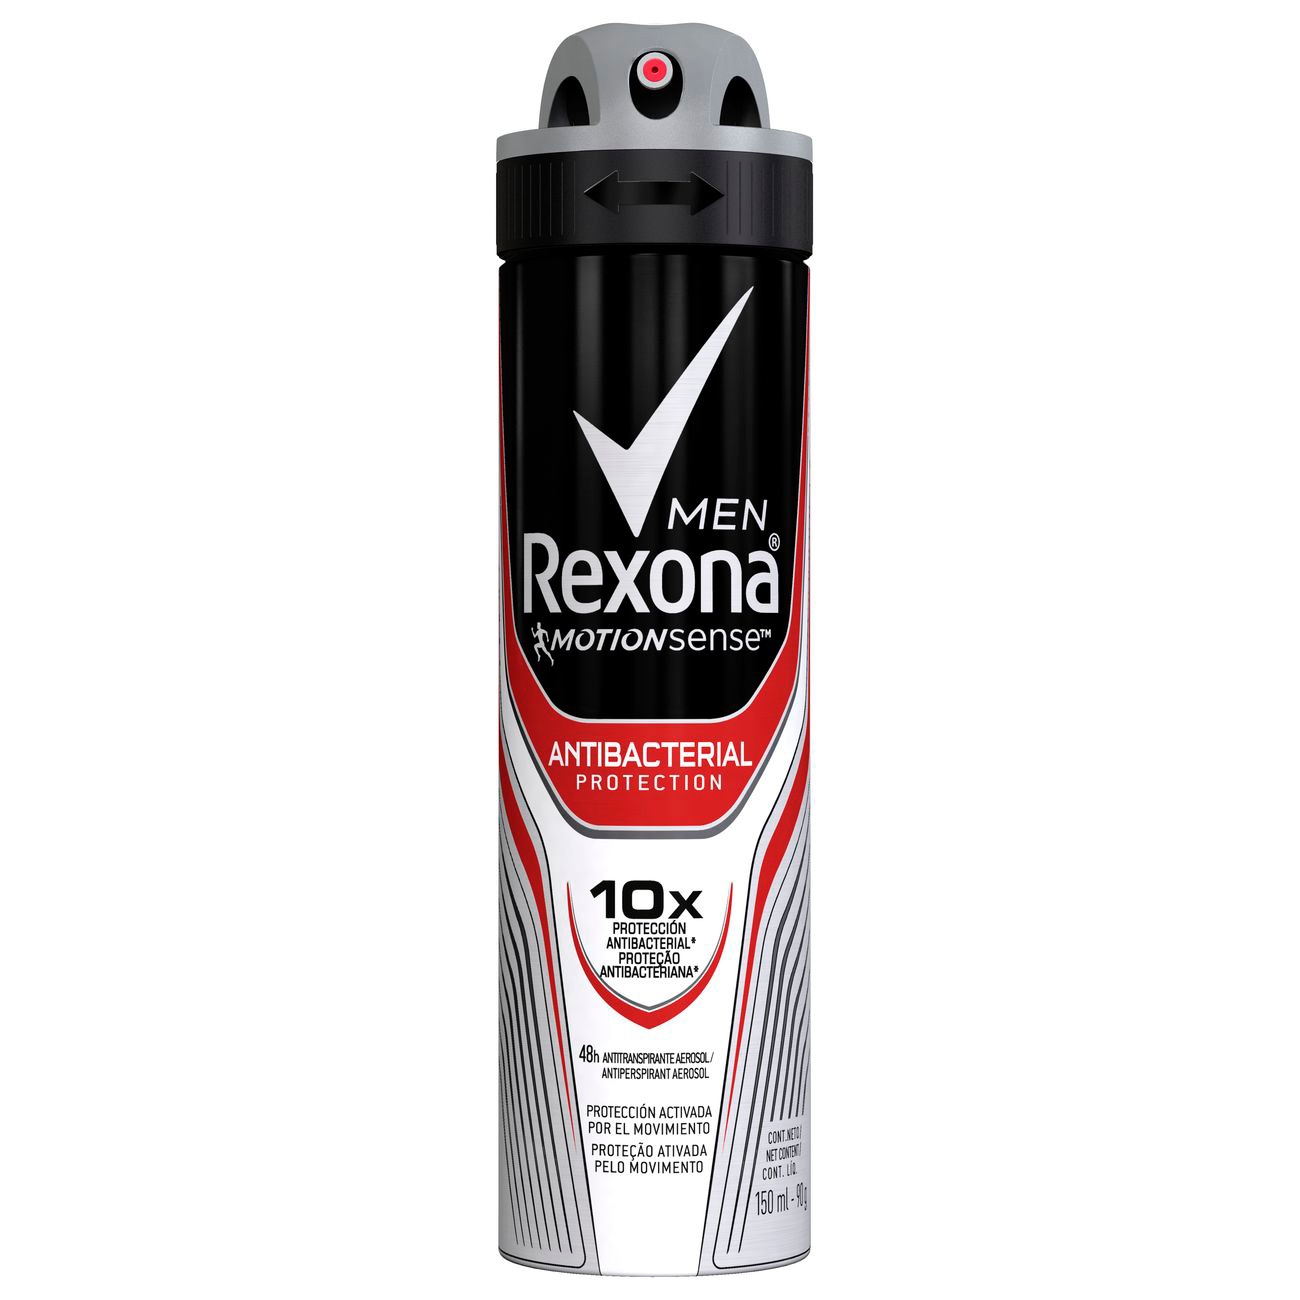 MEN
Rexona®
MOTIONsense™
ANTIBACTERIAL
PROTECTION
10x
PROTECCIÓN
ANTIBACTERIAL*
PROTEÇÃO
ANTIBACTERIANA*
48h ANTITRANSPIRANTE AEROSOL/
ANTIPERSPIRANT AEROSOL
PROTECCIÓN ACTIVADA
POR EL MOVIMIENTO
PROTEÇÃO ATIVADA
PELO MOVIMENTO
CONT.NETO/
NET CONTENT/
CONT. LÍQ.
150 ml - 90 g